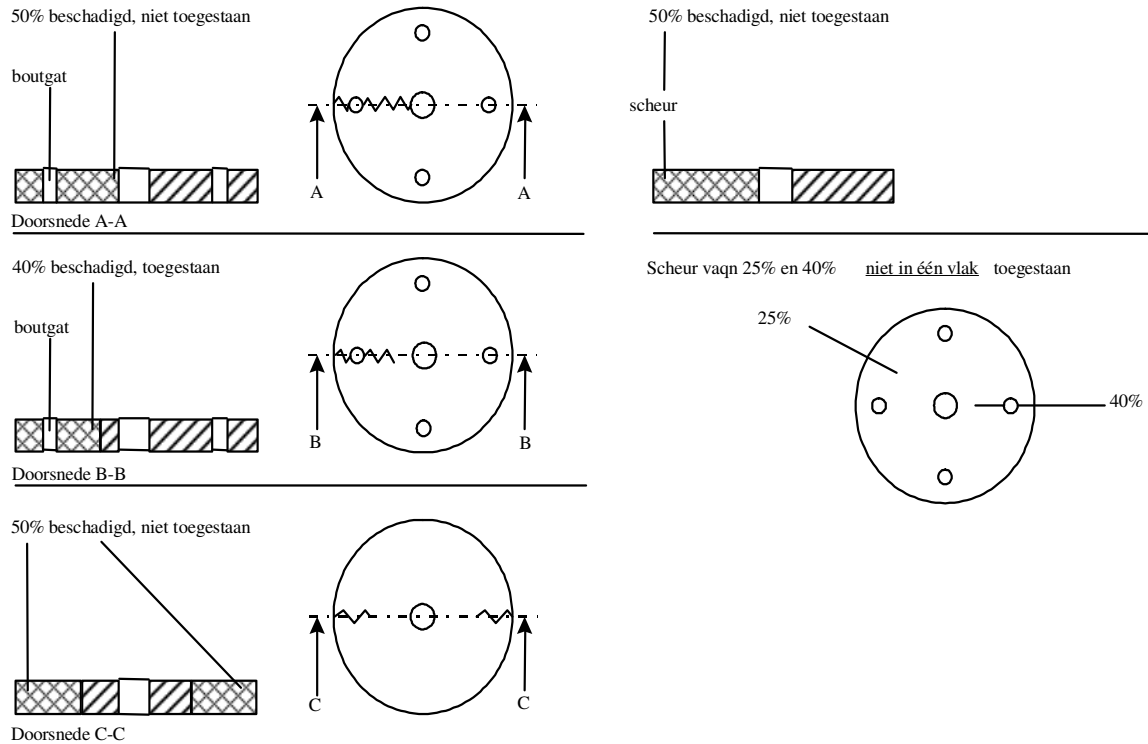 50% beschadigd, niet toegestaan
boutgat
A
A
Doorsnede A-A
50% beschadigd, niet toegestaan
scheur
40% beschadigd, toegestaan
boutgat
B
B
Doorsnede B-B
Scheur vaqn 25% en 40% niet in één vlak toegestaan
25%
40%
50% beschadigd, niet toegestaan
C
C
Doorsnede C-C